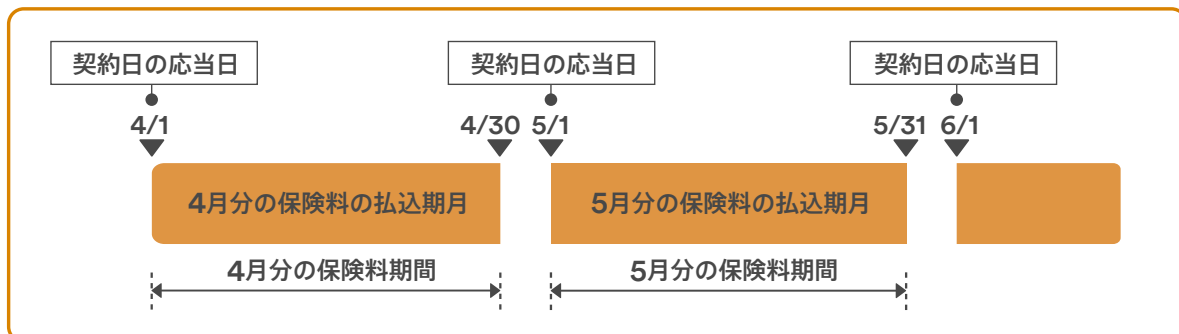 契約日の応当日 契約日の応当日 契約日の応当日
4/1 4/30 5/1 5/31 6/1
4月分の保険料の払込期月 5月分の保険料の払込期月
4月分の保険料期間 5月分の保険料期間